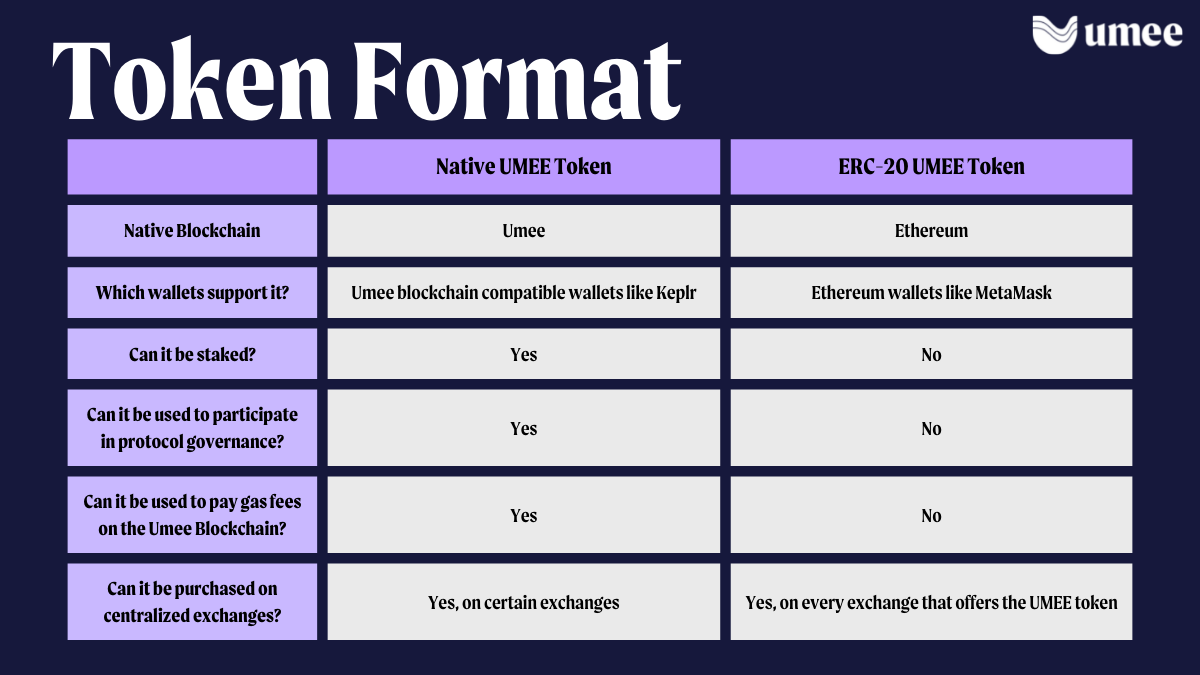 umee
Token Format
Native UMEE Token
ERC-20 UMEE Token
Native Blockchain
Umee
Ethereum
Which wallets support it?
Umee blockchain compatible wallets like Keplr
Ethereum wallets like MetaMask
Can it be staked?
Yes
No
Can it be used to participate
in protocol governance?
Yes
No
Can it be used to pay gas fees
on the Umee Blockchain?
Yes
No
Can it be purchased on
centralized exchanges?
Yes, on certain exchanges
Yes, on every exchange that offers the UMEE token